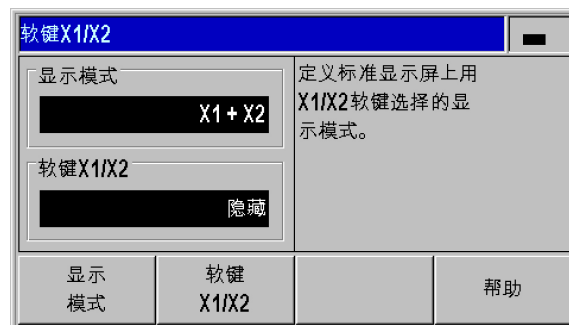 软键X1/X2
显示模式
X1 + X2
软键X1/X2
隐藏
定义标准显示屏上用
X1/X2软键选择的显
示模式。
显示
模式
软键
X1/X2
帮助